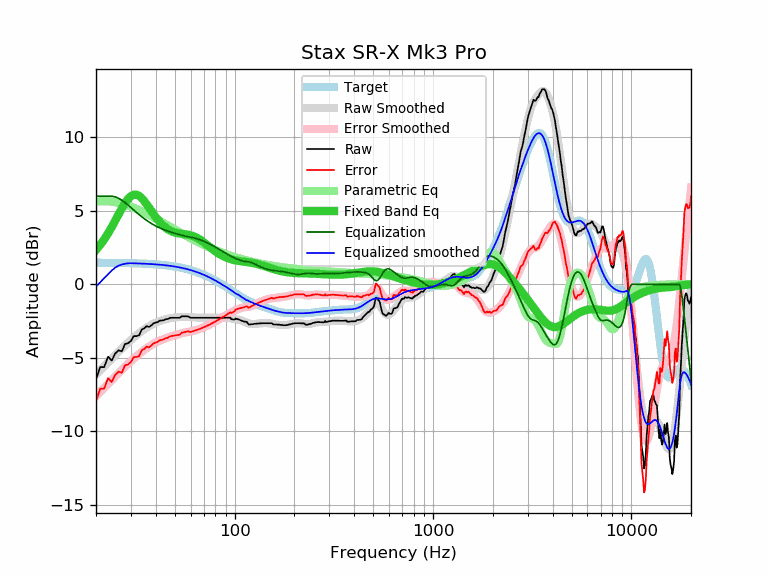 Stax SR-X Mk3 Pro
Target
Raw Smoothed
Error Smoothed
Raw
Error
Parametric Eq
Fixed Band Eq
Equalization
Equalized smoothed
Amplitude (dBr)
10
5
0
−5
−10
−15
100 1000 10000
Frequency (Hz)